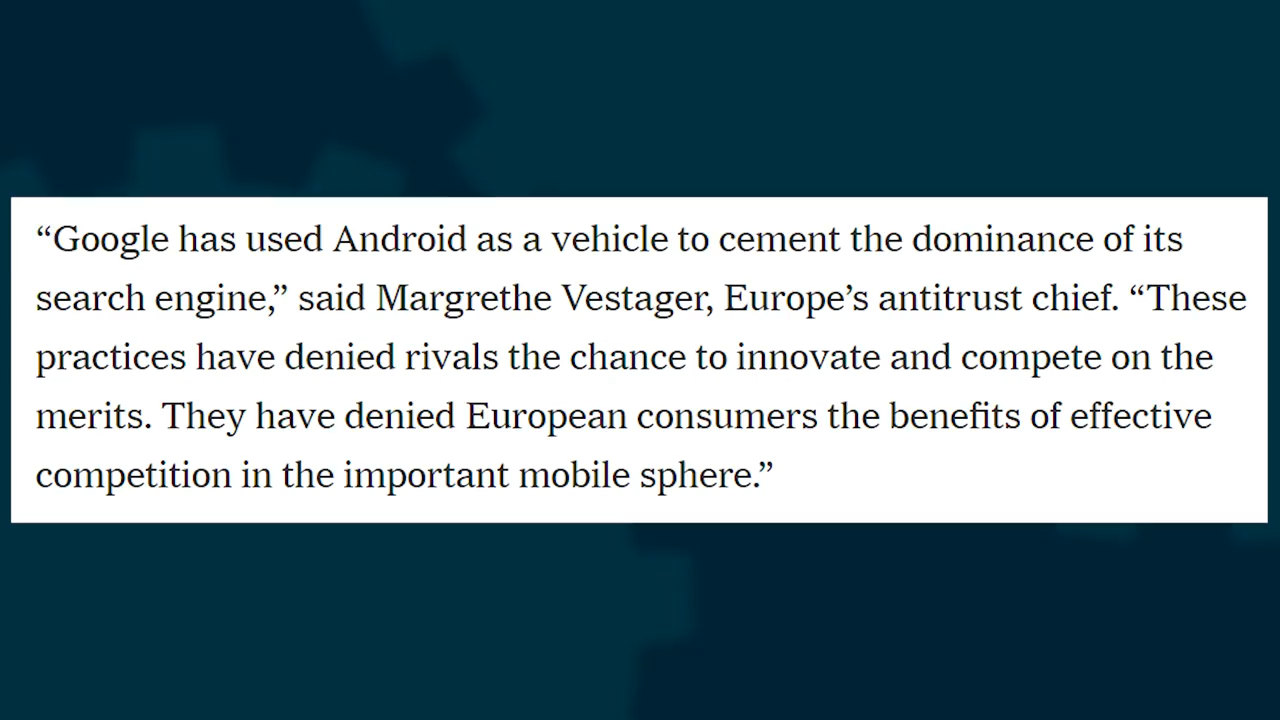 “Google has used Android as a vehicle to cement the dominance of its
search engine,” said Margrethe Vestager, Europe’s antitrust chief. “These
practices have denied rivals the chance to innovate and compete on the
merits. They have denied European consumers the benefits of effective
competition in the important mobile sphere.”